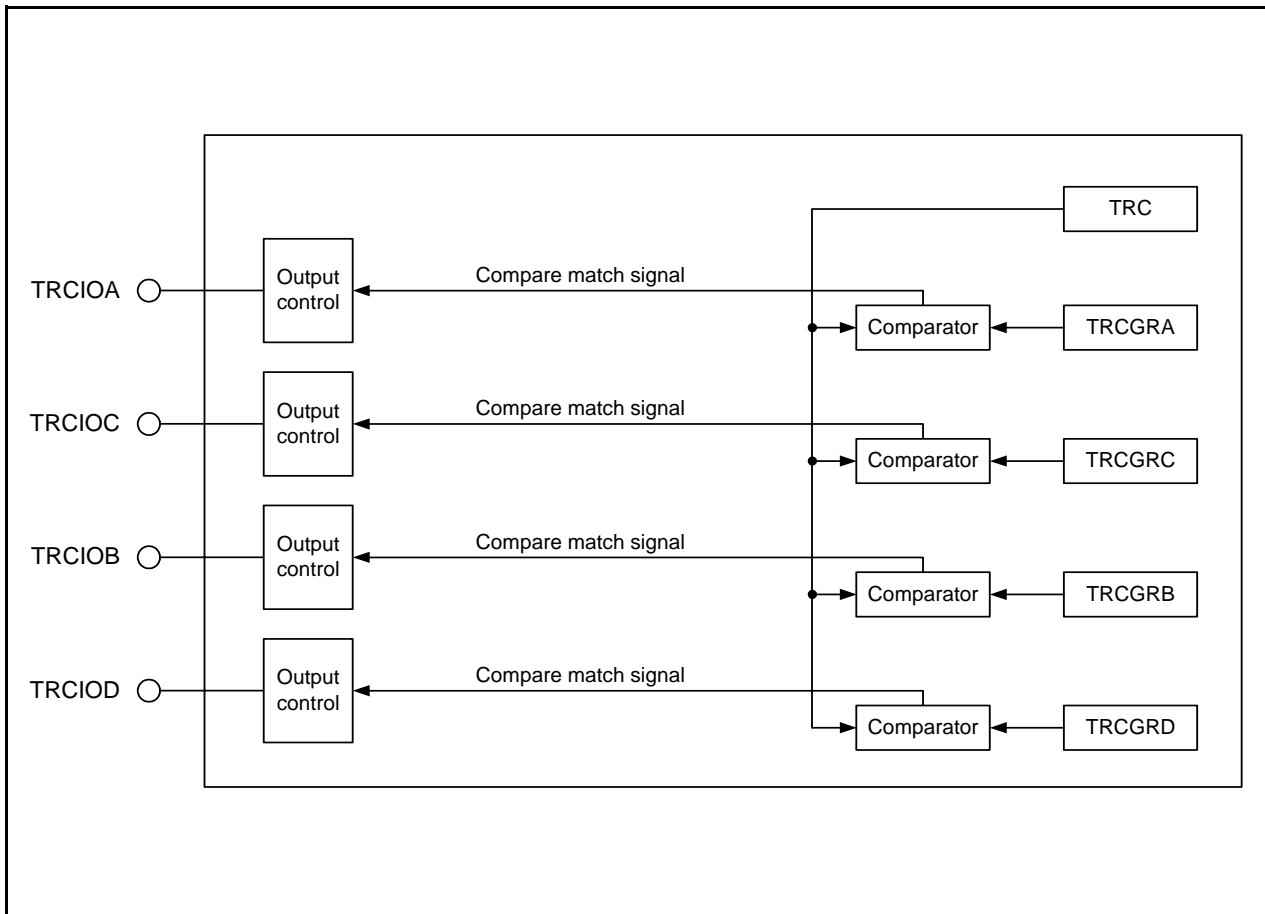 TRC
TRCIOA
Output
control
Compare match signal
Comparator
TRCGRA
TRCIOC
Output
control
Compare match signal
Comparator
TRCGRC
TRCIOB
Output
control
Compare match signal
Comparator
TRCGRB
TRCIOD
Output
control
Compare match signal
Comparator
TRCGRD